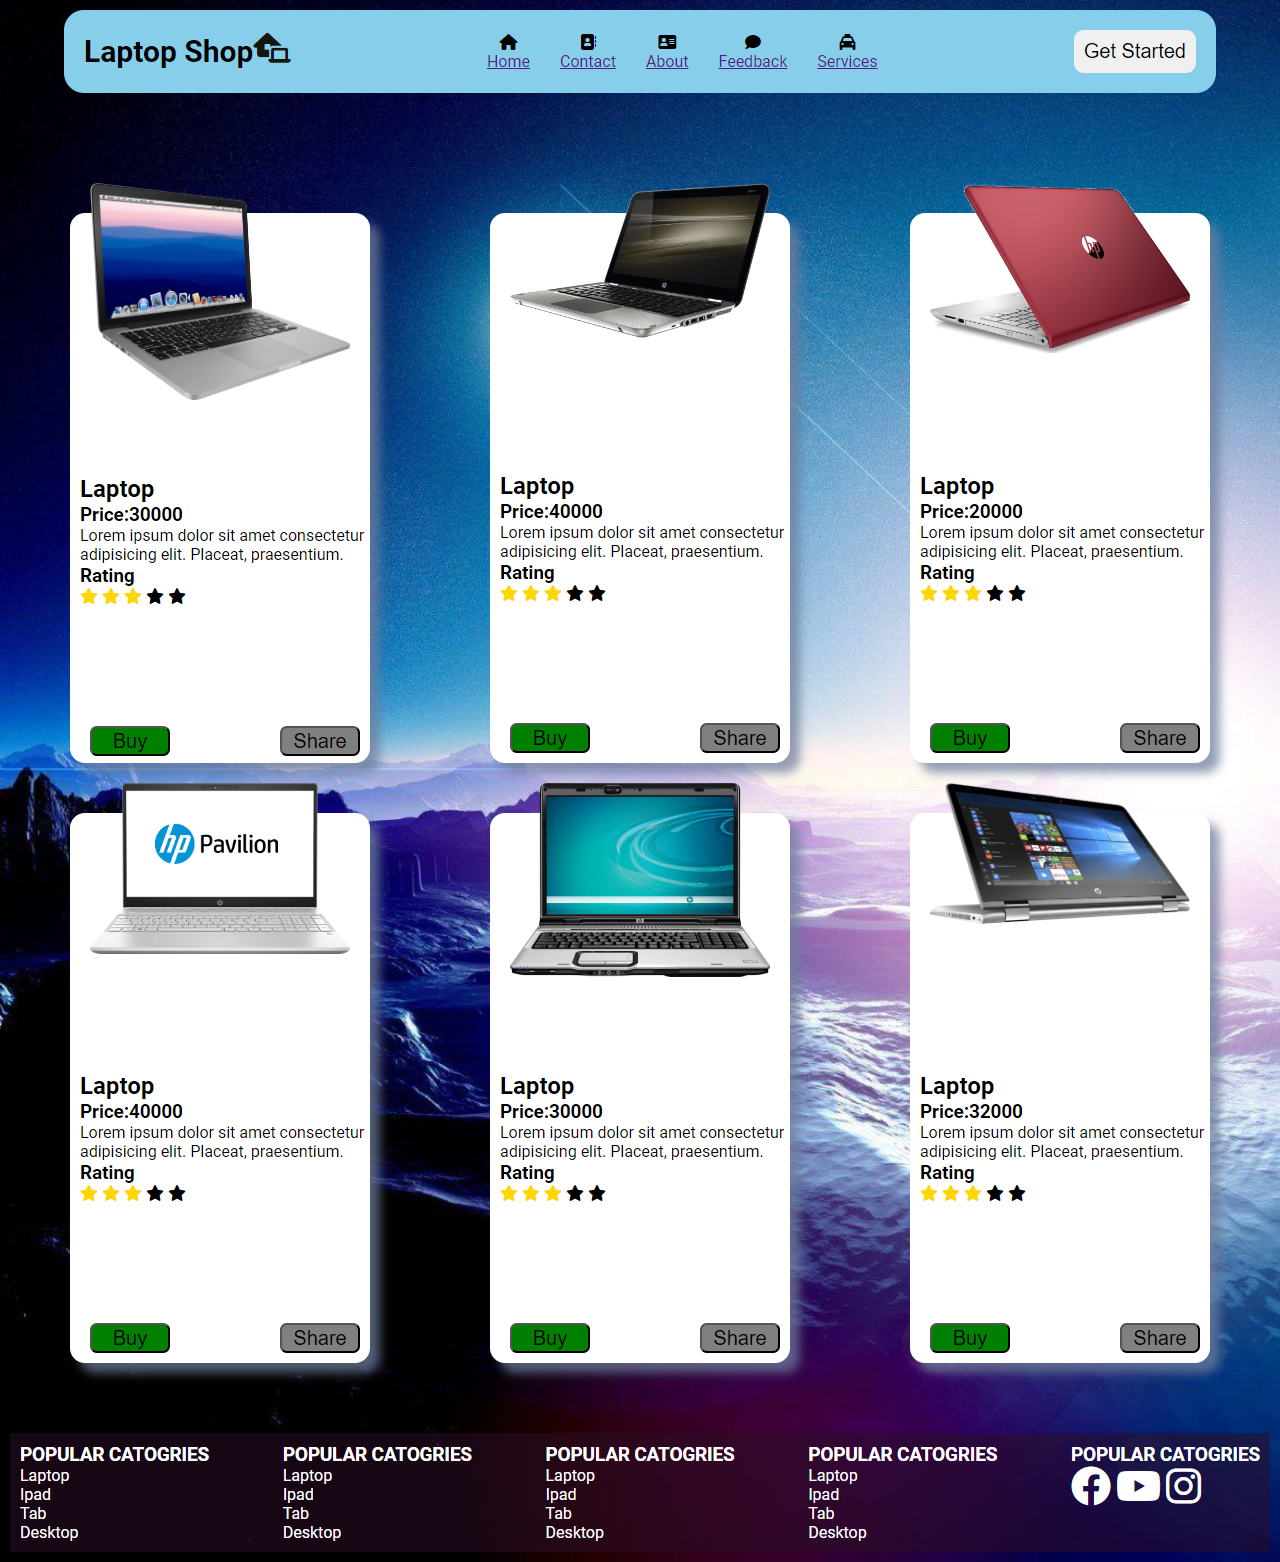 Laptop Shop
Home
Contact
About
Feedback
Services
Get Started
hp
Laptop
Price:30000
Lorem ipsum dolor sit amet consectetur
adipisicing elit. Placeat, praesentium.
Rating
Buy
Share
Laptop
Price:40000
Lorem ipsum dolor sit amet consectetur
adipisicing elit. Placeat, praesentium.
Rating
Buy
Share
Laptop
Price:20000
Lorem ipsum dolor sit amet consectetur
adipisicing elit. Placeat, praesentium.
Rating
Buy
Share
hp Pavilion
Laptop
Price:40000
Lorem ipsum dolor sit amet consectetur
adipisicing elit. Placeat, praesentium.
Rating
Buy
Share
Laptop
Price:30000
Lorem ipsum dolor sit amet consectetur
adipisicing elit. Placeat, praesentium.
Rating
Buy
Share
Laptop
Price:32000
Lorem ipsum dolor sit amet consectetur
adipisicing elit. Placeat, praesentium.
Rating
Buy
Share
POPULAR CATOGRIES
Laptop
Ipad
Tab
Desktop
POPULAR CATOGRIES
Laptop
Ipad
Tab
Desktop
POPULAR CATOGRIES
Laptop
Ipad
Tab
Desktop
POPULAR CATOGRIES
Laptop
Ipad
Tab
Desktop
POPULAR CATOGRIES